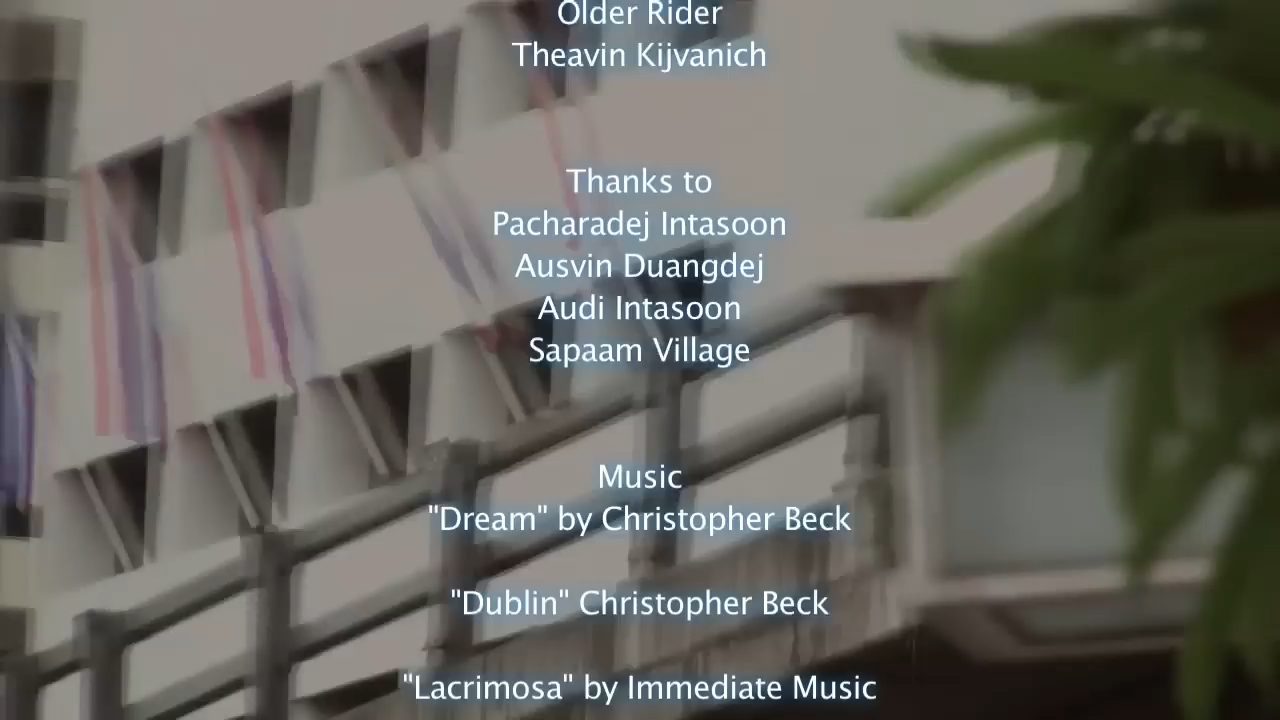 Older Rider
Theavin Kijvanich
Thanks to
Pacharadej Intasoon
Ausvin Duangdej
Audi Intasoon
Sapaam Village
Music
"Dream" by Christopher Beck
"Dublin" Christopher Beck
"Lacrimosa" by Immediate Music